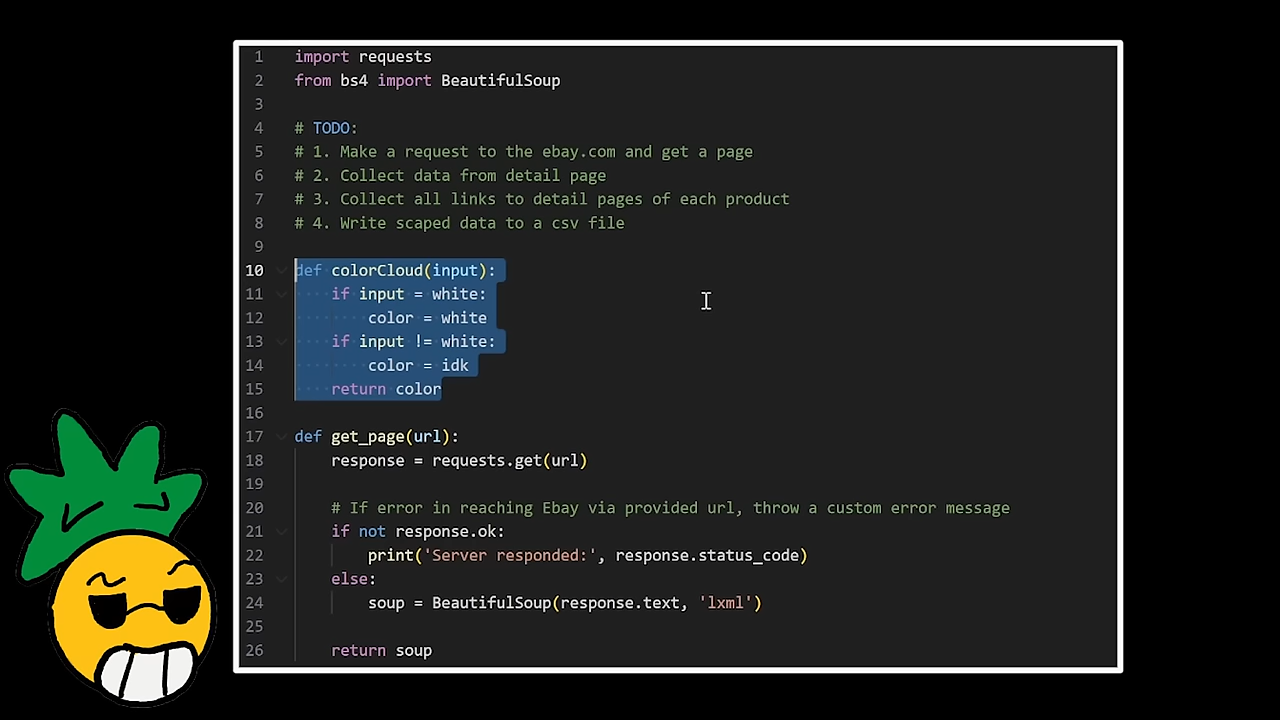 1 import requests
2 from bs4 import BeautifulSoup
3
4 # TODO:
5 # 1. Make a request to the ebay.com and get a page
6 # 2. Collect data from detail page
7 # 3. Collect all links to detail pages of each product
8 # 4. Write scaped data to a csv file
9
10 def colorCloud(input):
11     if input = white:
12         color = white
13     if input != white:
14         color = idk
15     return color
16
17 def get_page(url):
18     response = requests.get(url)
19
20     # If error in reaching Ebay via provided url, throw a custom error message
21     if not response.ok:
22         print('Server responded:', response.status_code)
23     else:
24         soup = BeautifulSoup(response.text, 'lxml')
25
26     return soup